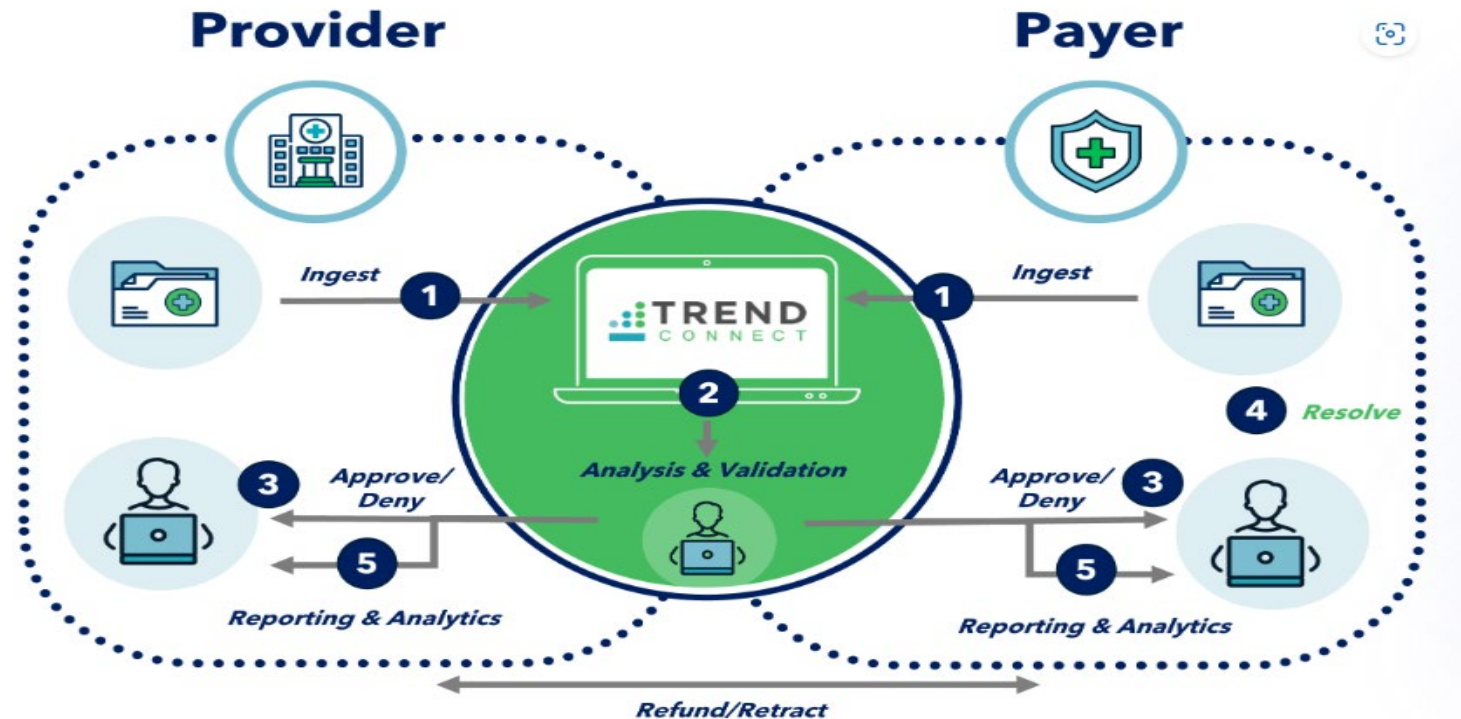 Provider
Payer
Ingest
1
1
Ingest
TREND
CONNECT
2
4
Resolve
Analysis & Validation
3
Approve/
Deny
Approve/
Deny
3
5
5
Reporting & Analytics
Reporting & Analytics
Refund/Retract